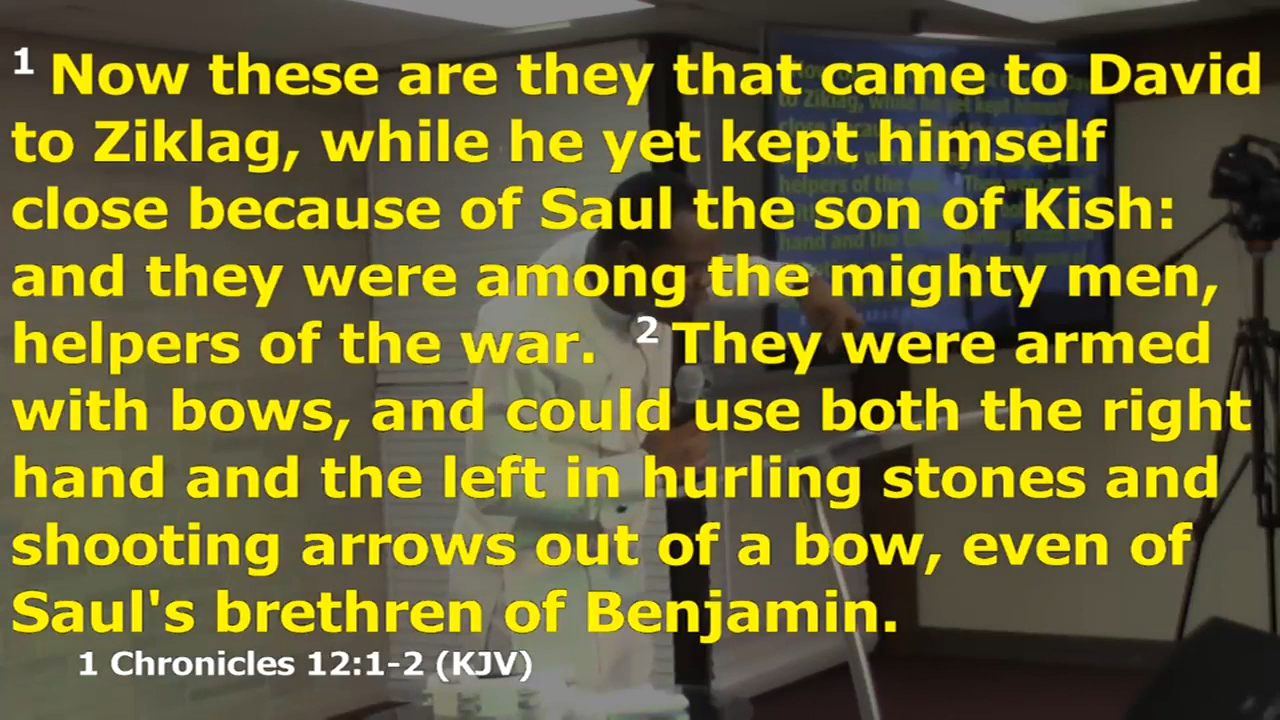 1 Now these are they that came to David
to Ziklag, while he yet kept himself
close because of Saul the son of Kish:
and they were among the mighty men,
helpers of the war. 2 They were armed
with bows, and could use both the right
hand and the left in hurling stones and
shooting arrows out of a bow, even of
Saul's brethren of Benjamin.
1 Chronicles 12:1-2 (KJV)